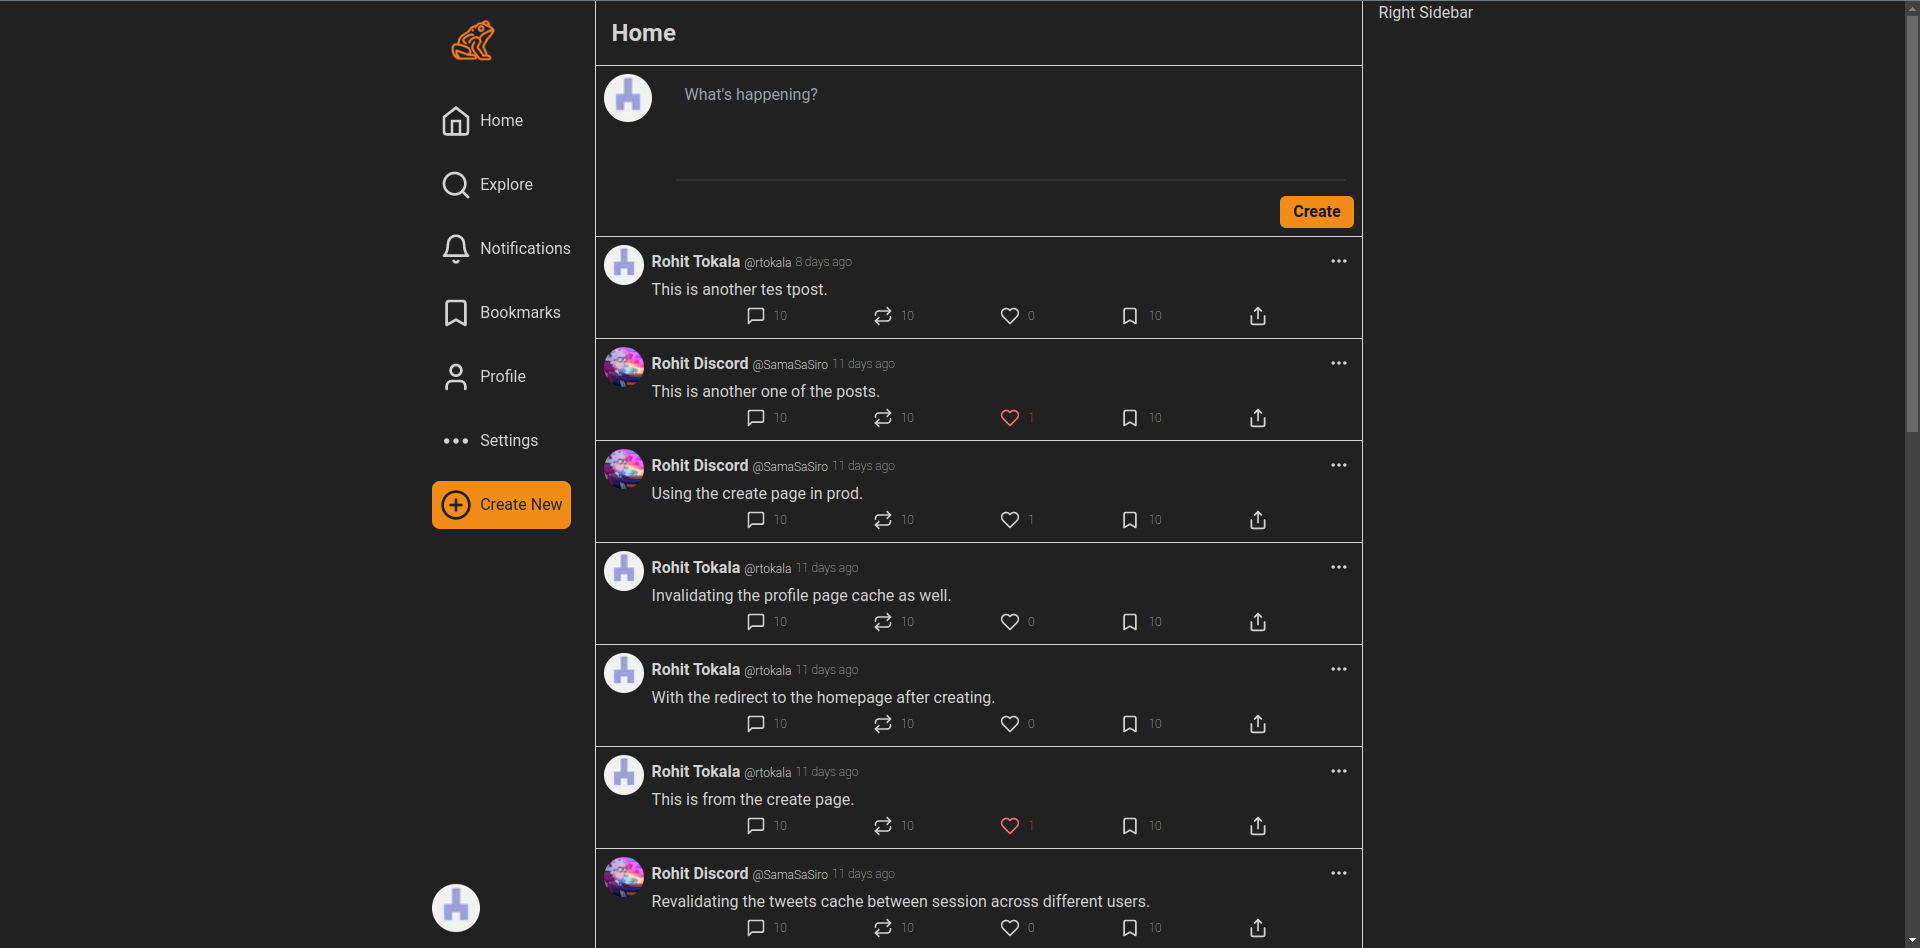 Home
Explore
Notifications
Bookmarks
Profile
Settings
Create New
Home
What's happening?
Create
Rohit Tokala @rtokala 8 days ago
This is another tes tpost.
10 10 0 10
Rohit Discord @SamaSaSiro 11 days ago
This is another one of the posts.
10 10 1 10
Rohit Discord @SamaSaSiro 11 days ago
Using the create page in prod.
10 10 1 10
Rohit Tokala @rtokala 11 days ago
Invalidating the profile page cache as well.
10 10 0 10
Rohit Tokala @rtokala 11 days ago
With the redirect to the homepage after creating.
10 10 0 10
Rohit Tokala @rtokala 11 days ago
This is from the create page.
10 10 1 10
Rohit Discord @SamaSaSiro 11 days ago
Revalidating the tweets cache between session across different users.
10 10 0 10
Right Sidebar